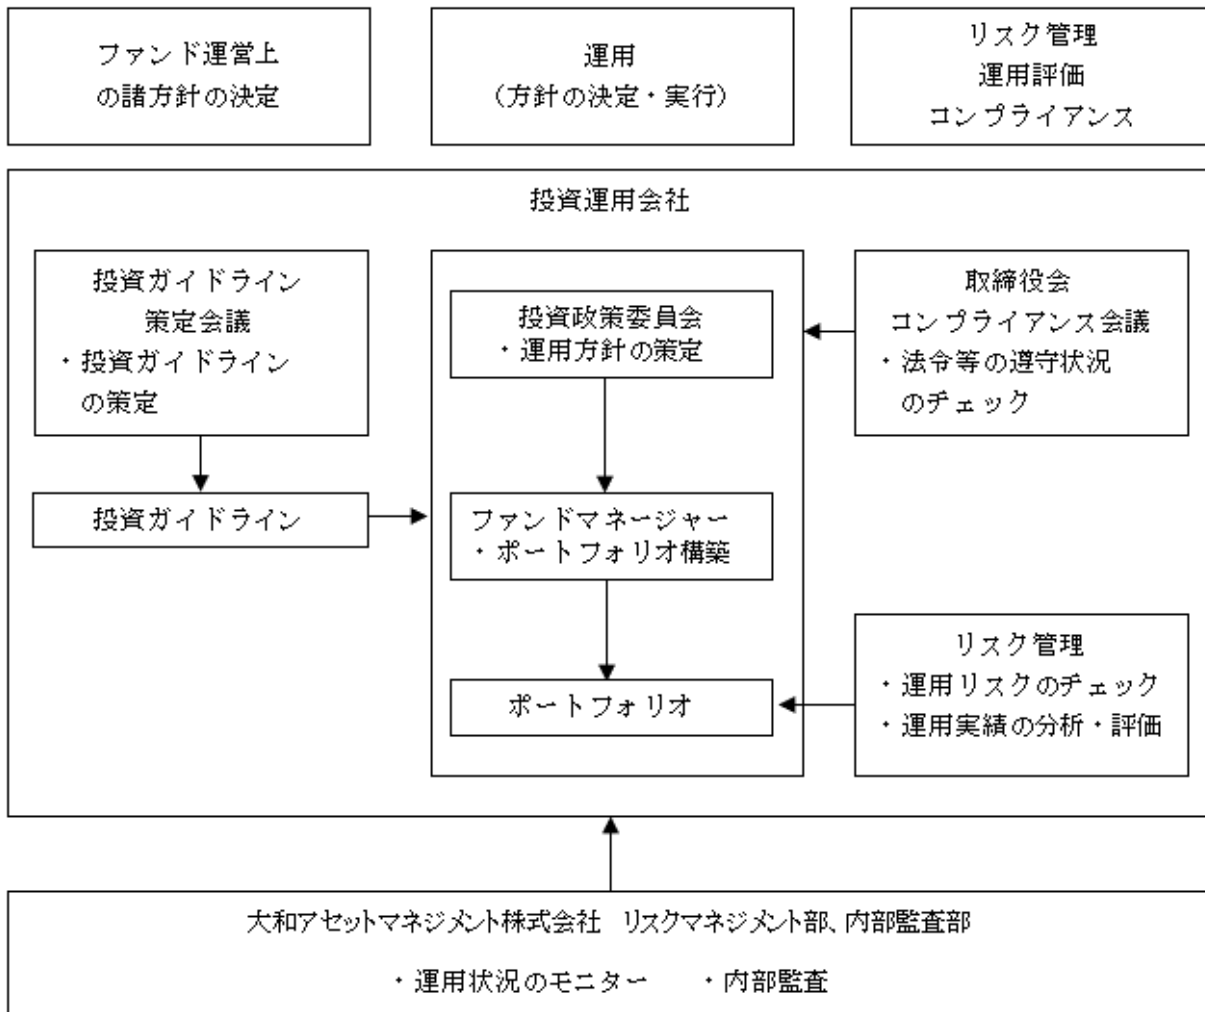 ファンド運営上
の諸方針の決定
運用
（方針の決定・実行）
リスク管理
運用評価
コンプライアンス
投資運用会社
投資ガイドライン
策定会議
・投資ガイドライン
の策定
投資ガイドライン
投資政策委員会
・運用方針の策定
ファンドマネージャー
・ポートフォリオ構築
ポートフォリオ
取締役会
コンプライアンス会議
・法令等の遵守状況
のチェック
リスク管理
・運用リスクのチェック
・運用実績の分析・評価
大和アセットマネジメント株式会社　リスクマネジメント部、内部監査部
・運用状況のモニター　・内部監査